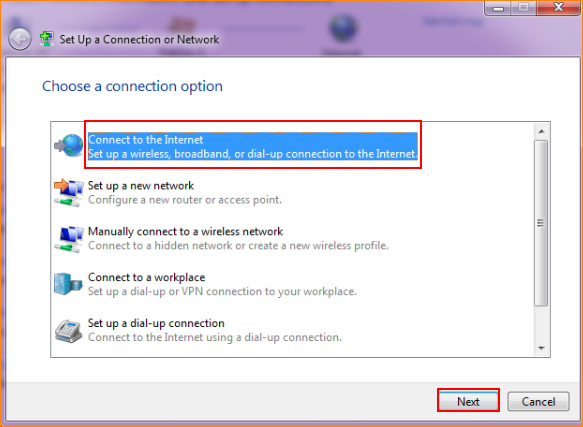 Set Up a Connection or Network
Choose a connection option
Connect to the Internet
Set up a wireless, broadband, or dial-up connection to the Internet.
Set up a new network
Configure a new router or access point.
Manually connect to a wireless network
Connect to a hidden network or create a new wireless profile.
Connect to a workplace
Set up a dial-up or VPN connection to your workplace.
Set up a dial-up connection
Connect to the Internet using a dial-up connection.
Next
Cancel